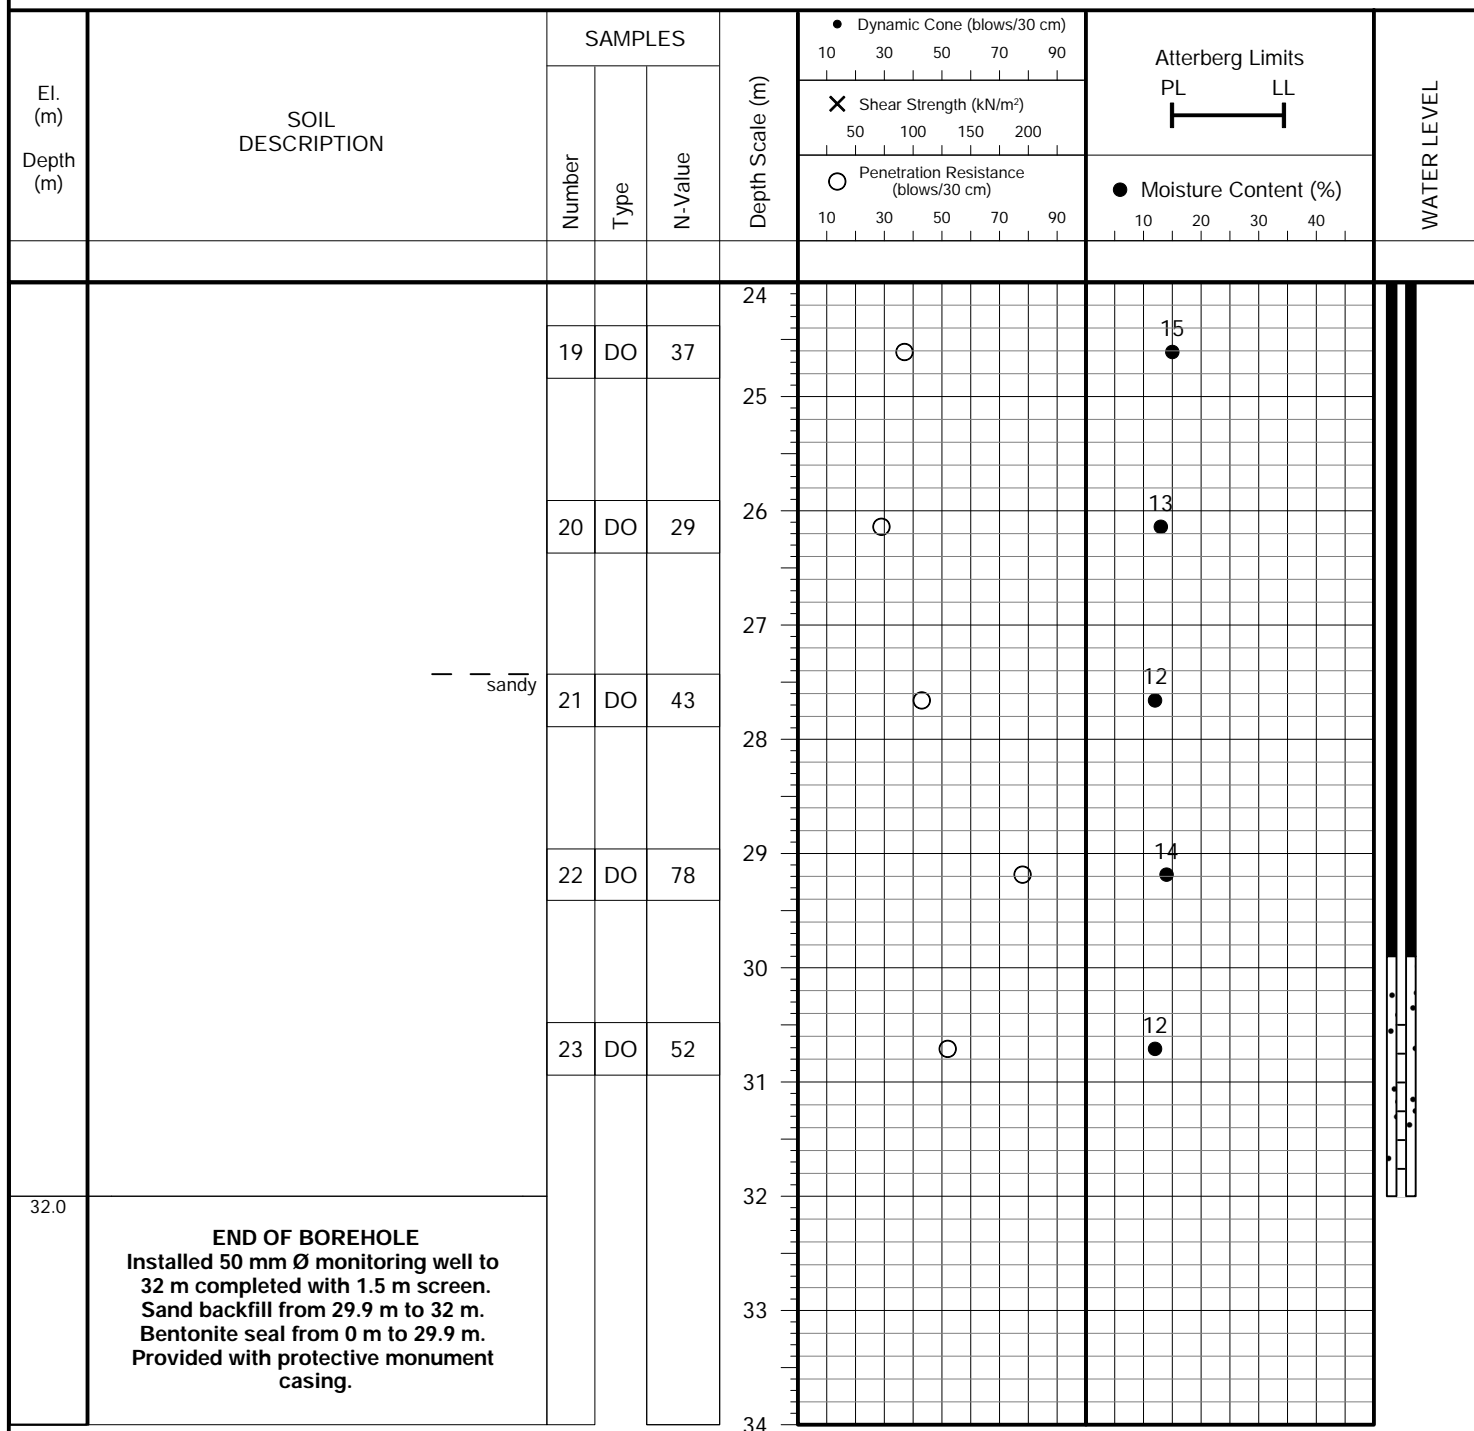 El.
(m)
Depth
(m)
SOIL
DESCRIPTION
SAMPLES
Number
Type
N-Value
Depth Scale (m)
Dynamic Cone (blows/30 cm)
10 30 50 70 90
Shear Strength (kN/m²)
50 100 150 200
Penetration Resistance
(blows/30 cm)
10 30 50 70 90
Atterberg Limits
PL LL
Moisture Content (%)
10 20 30 40
WATER LEVEL
24
19 DO 37
15
25
26
20 DO 29
13
27
sandy
21 DO 43
12
28
29
22 DO 78
14
30
23 DO 52
12
31
32
32.0
END OF BOREHOLE
Installed 50 mm Ø monitoring well to
32 m completed with 1.5 m screen.
Sand backfill from 29.9 m to 32 m.
Bentonite seal from 0 m to 29.9 m.
Provided with protective monument
casing.
33
34